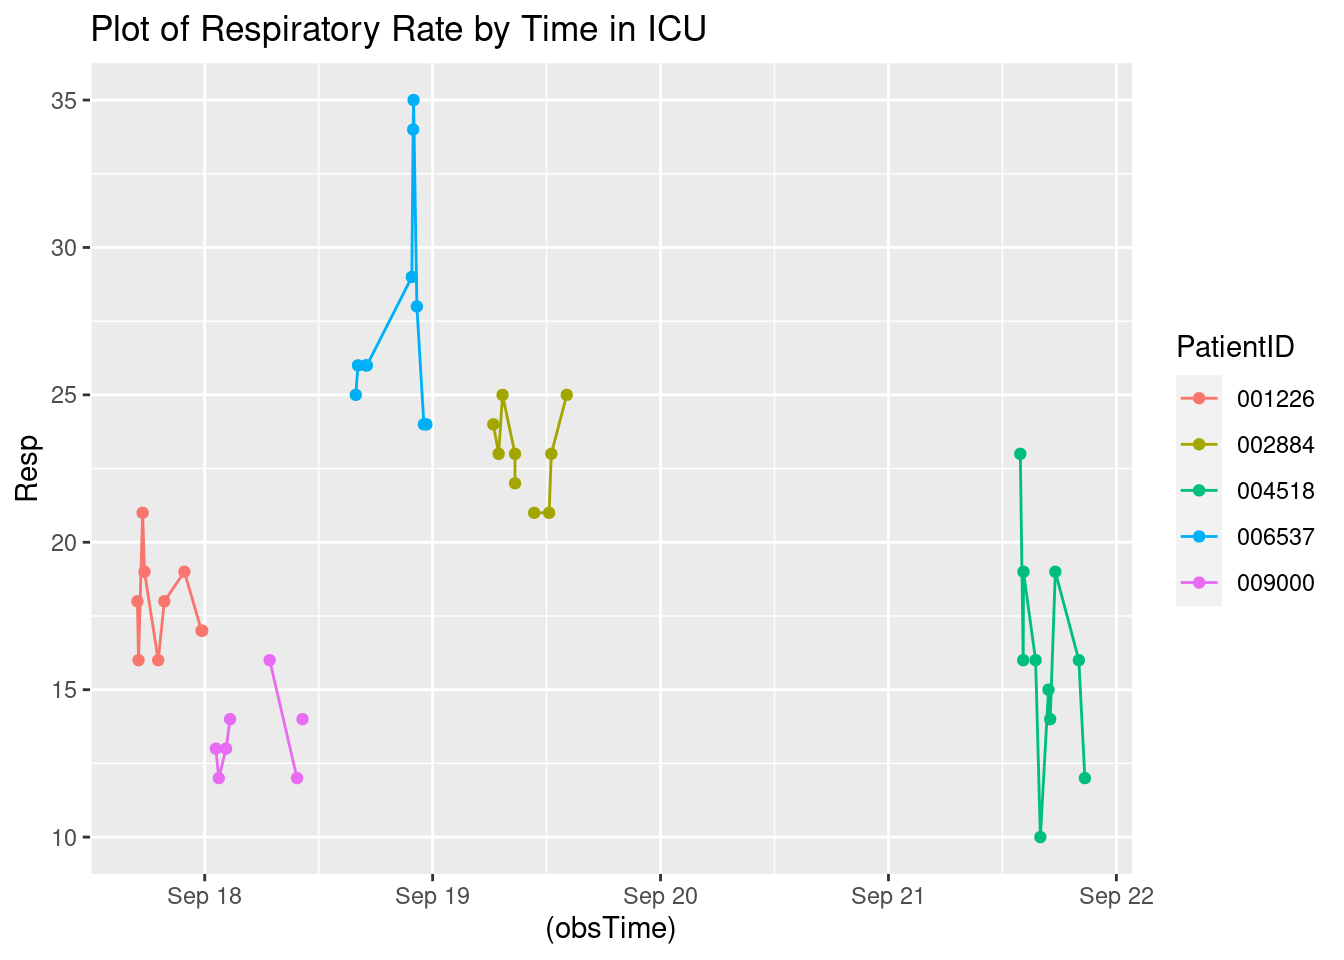 Plot of Respiratory Rate by Time in ICU
35
30
25
20
15
10
Resp
Sep 18
Sep 19
Sep 20
Sep 21
Sep 22
(obsTime)
PatientID
001226
002884
004518
006537
009000